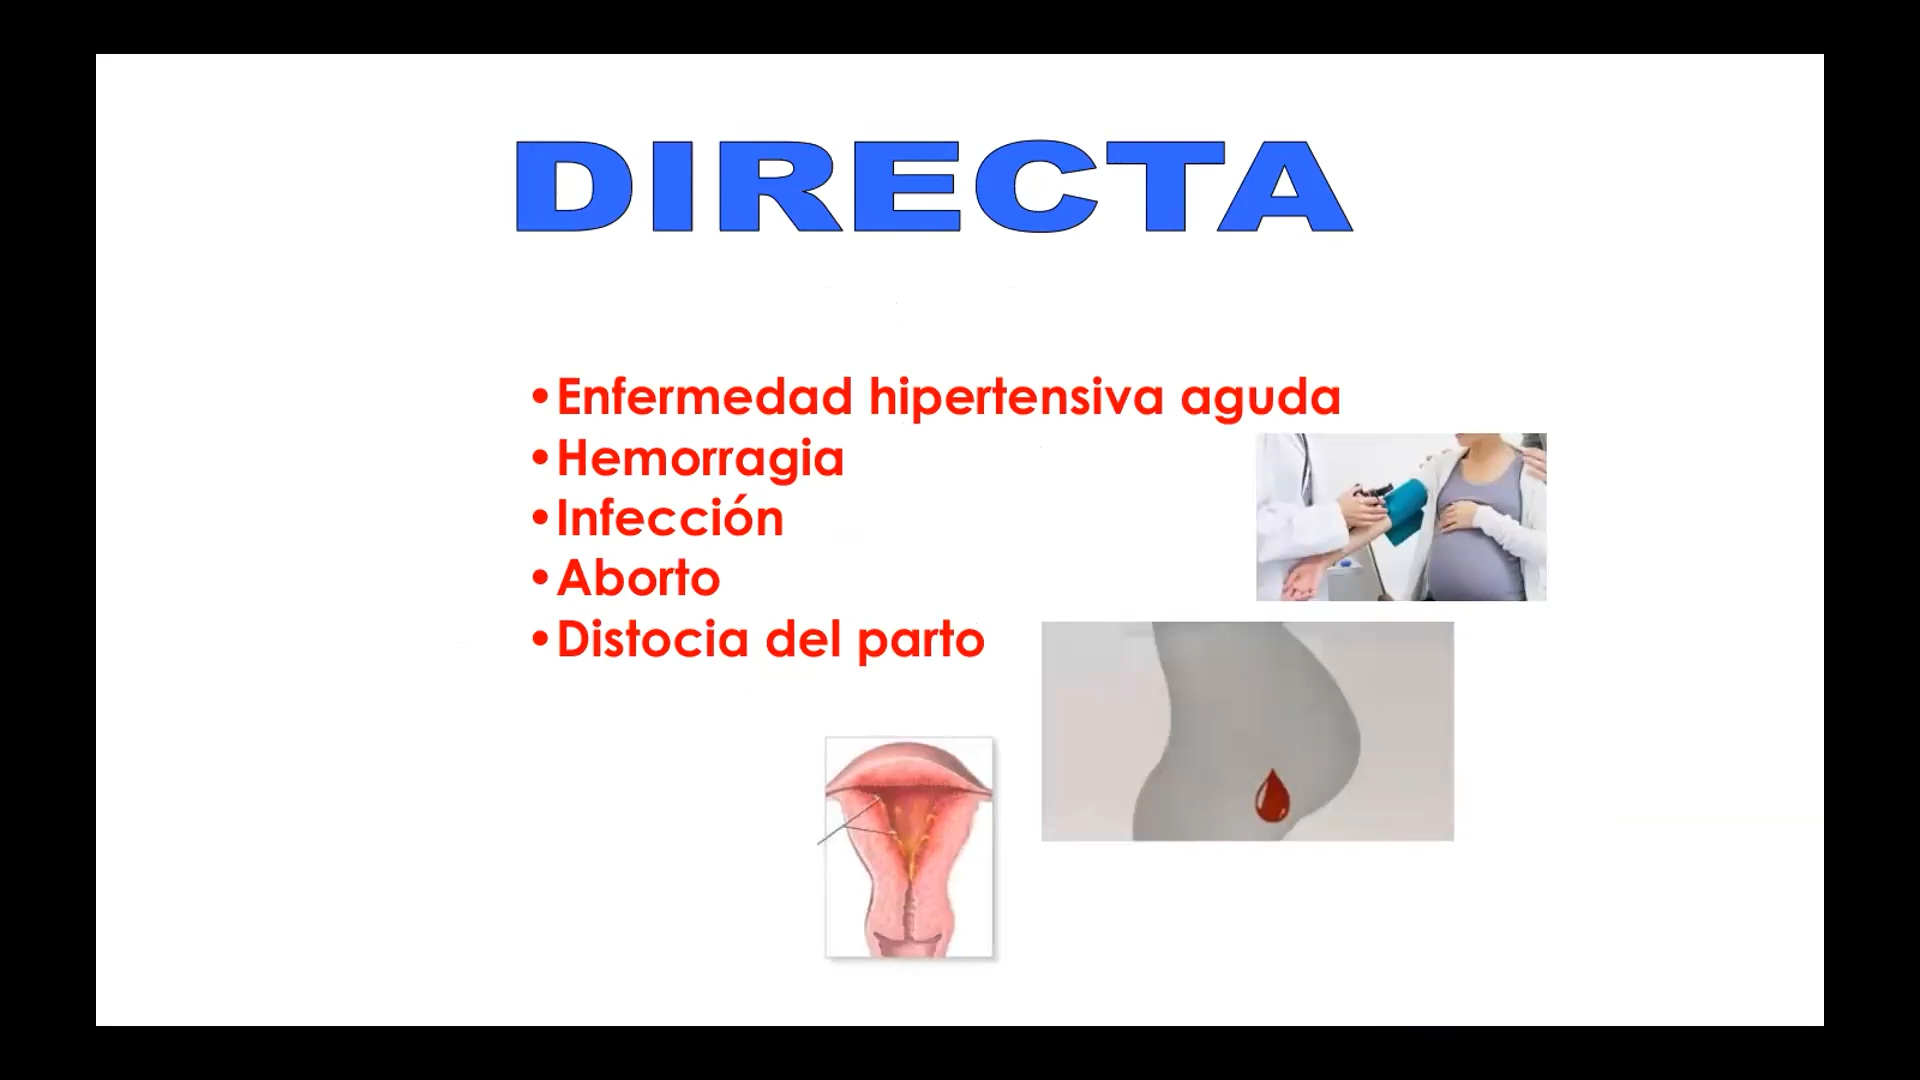 DIRECTA
•Enfermedad hipertensiva aguda
•Hemorragia
•Infección
•Aborto
•Distocia del parto